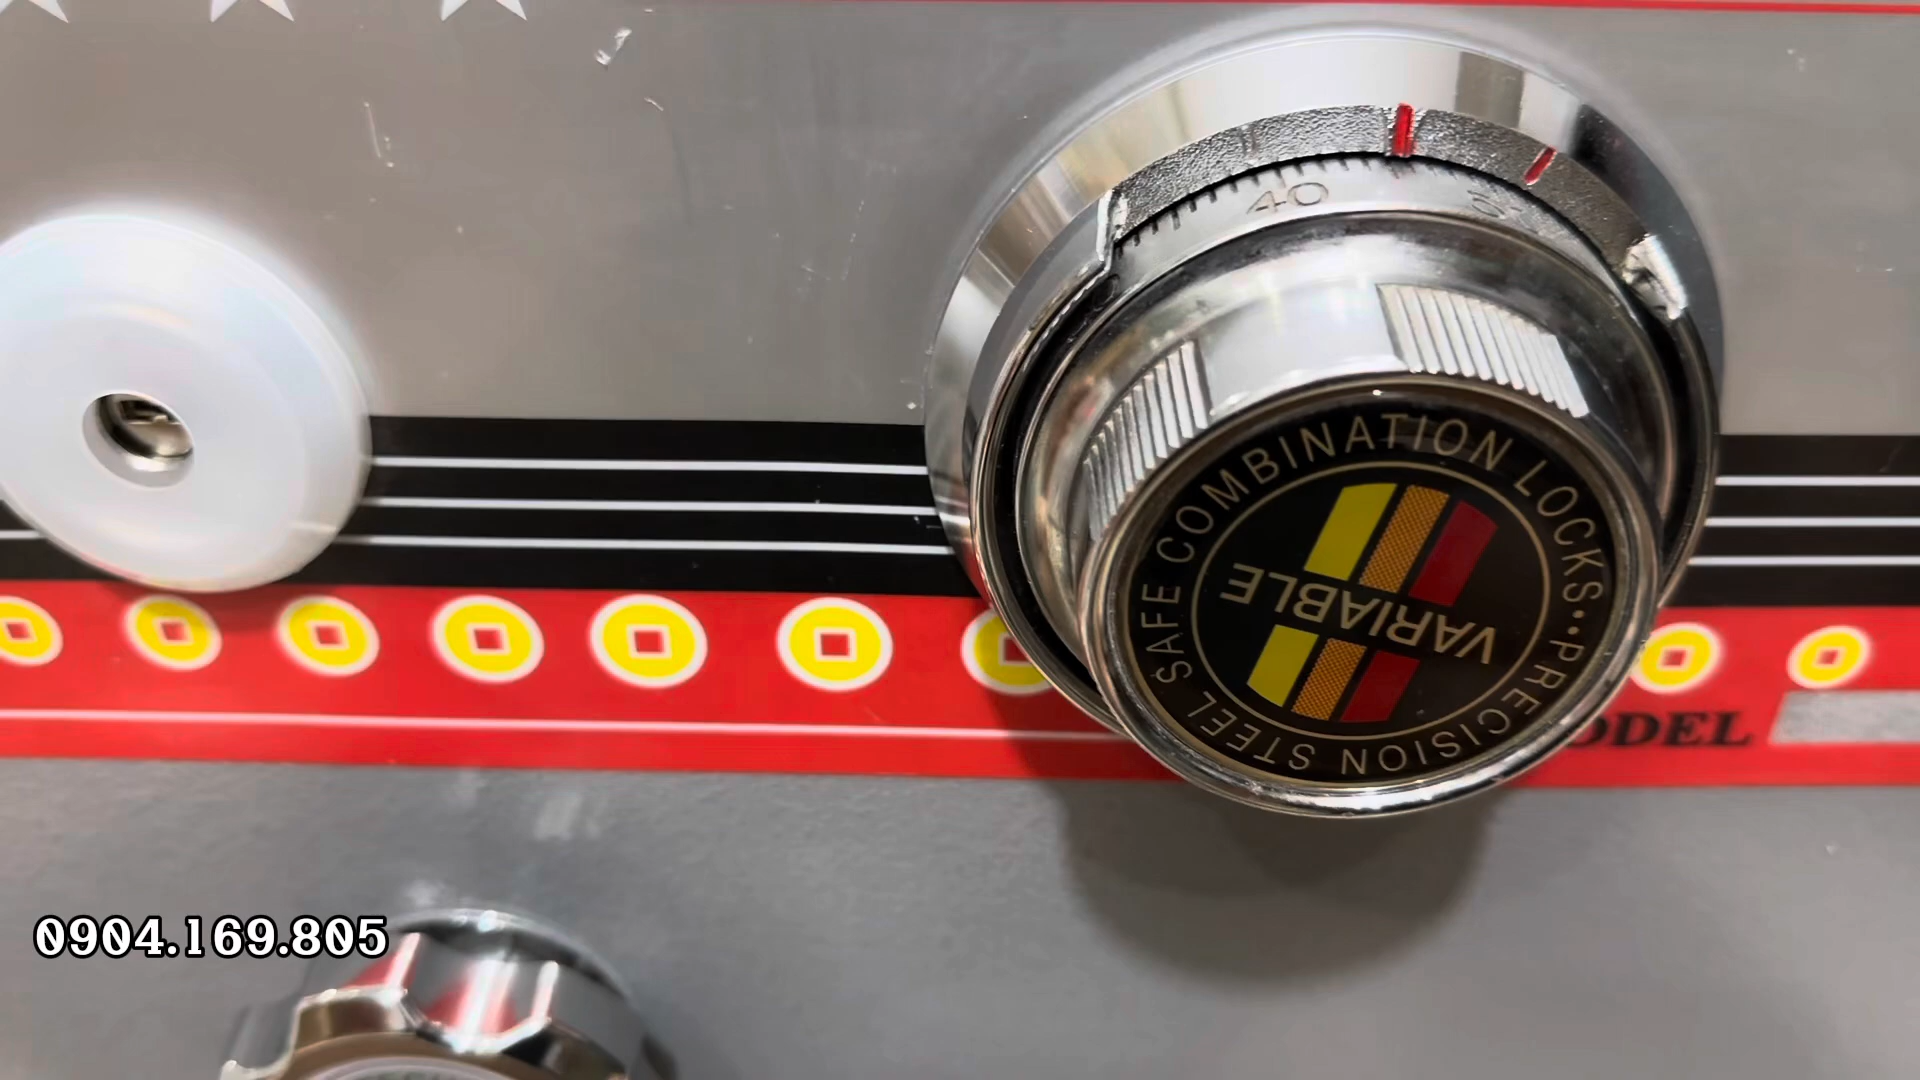 40
STEEL SAFE COMBINATION LOCKS••PRECISION
VARIABLE
ODEL
0904.169.805